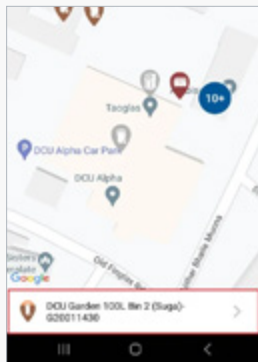 10+
Taoglas
DCU Alpha Car Park
DCU Alpha
Old Finglas Road
Google
DCU Garden 100L Bin 2 (Suga)-
G20011430